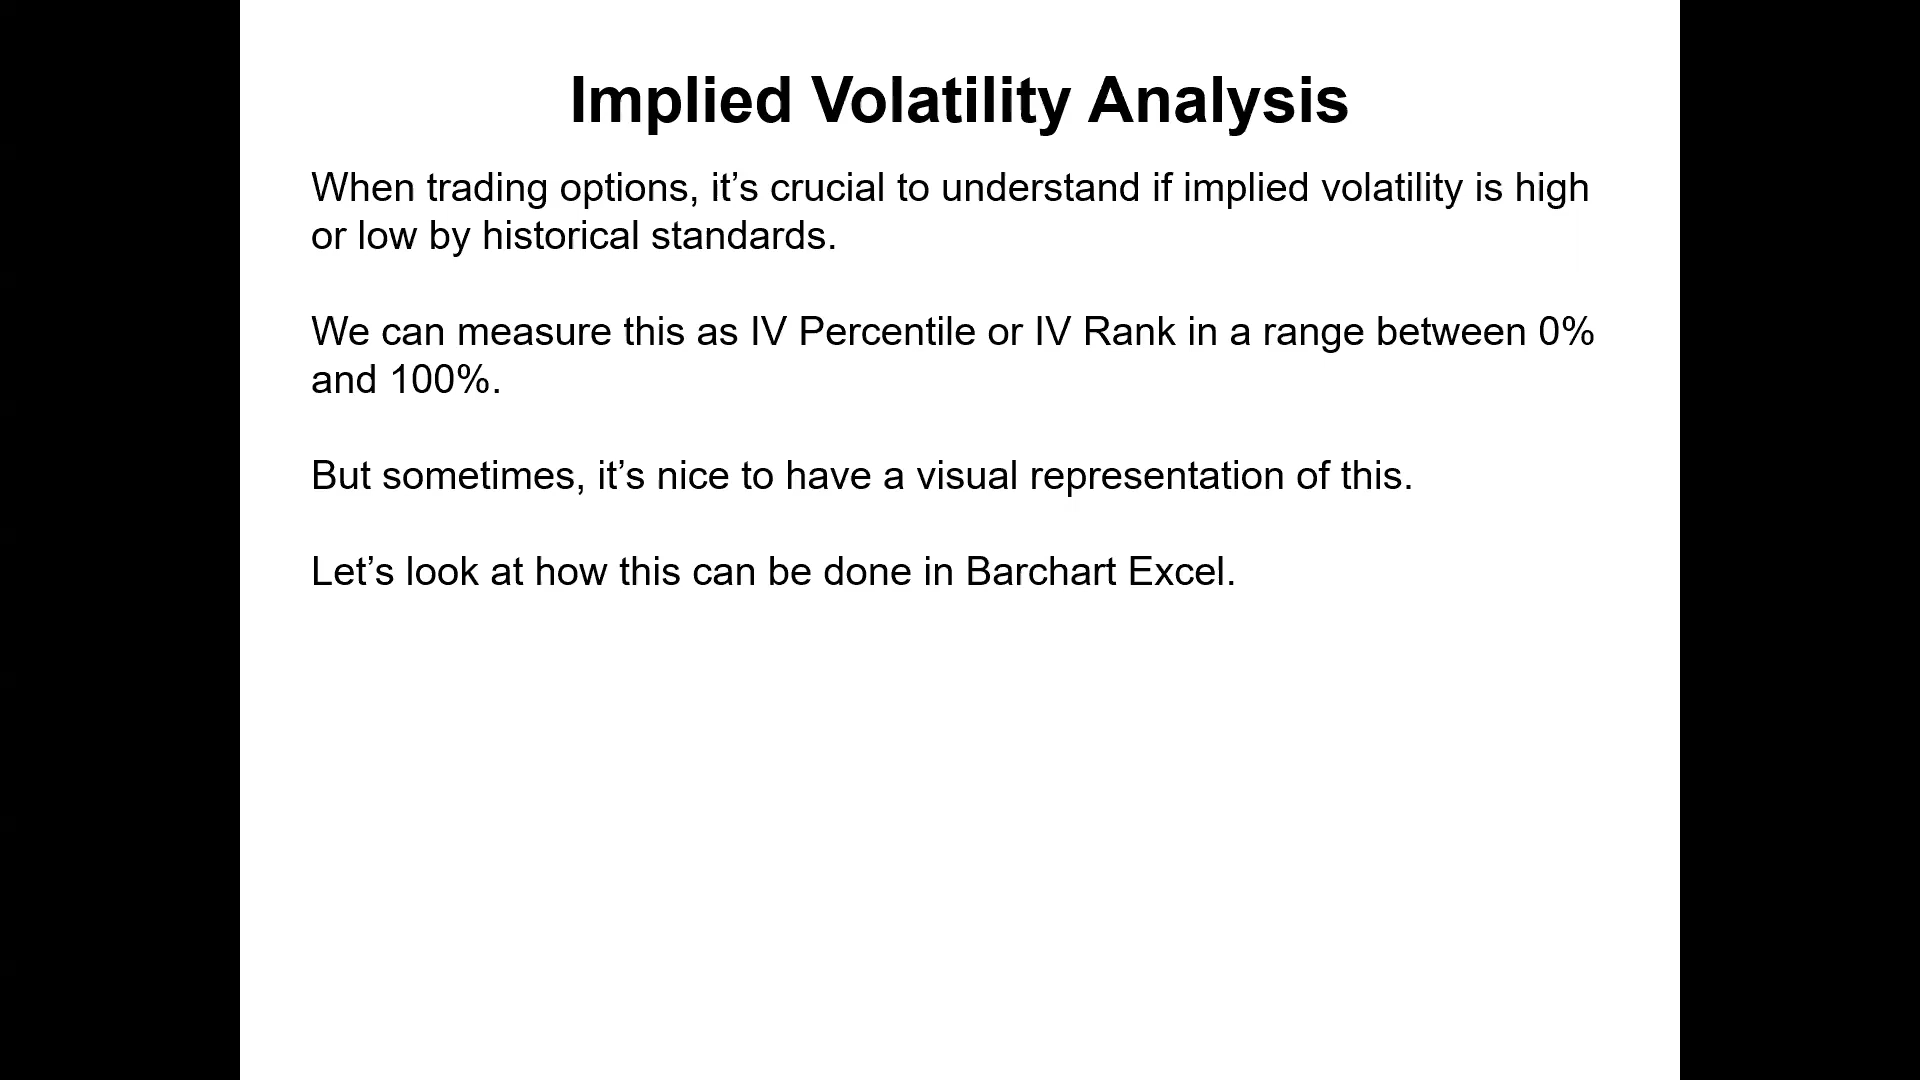 Implied Volatility Analysis
When trading options, it’s crucial to understand if implied volatility is high
or low by historical standards.
We can measure this as IV Percentile or IV Rank in a range between 0%
and 100%.
But sometimes, it’s nice to have a visual representation of this.
Let’s look at how this can be done in Barchart Excel.